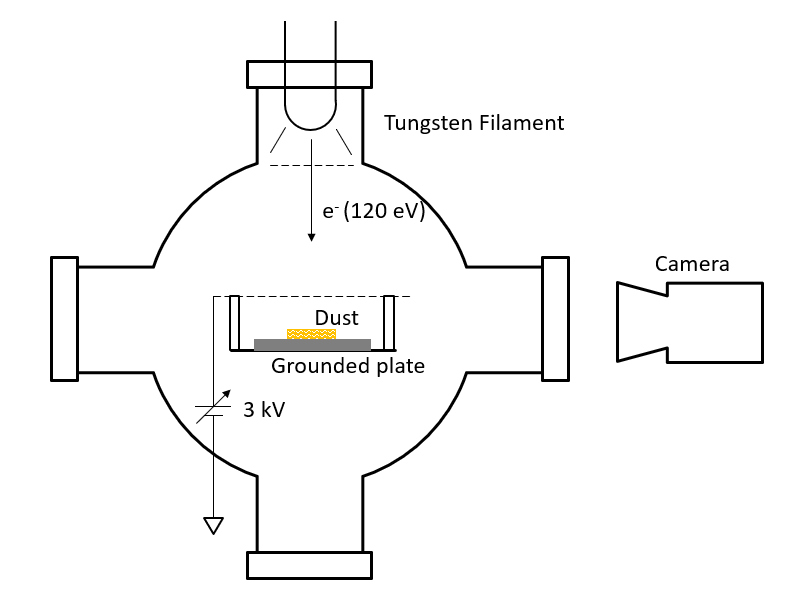 Tungsten Filament
e⁻ (120 eV)
Camera
Dust
Grounded plate
3 kV